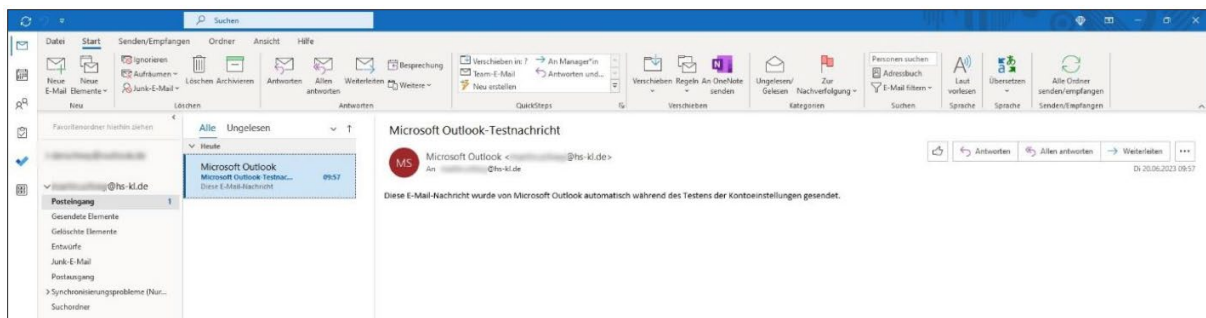 Suchen
Datei Start Senden/Empfangen Ordner Ansicht Hilfe
Neue E-Mail
Neue Elemente
Ignorieren
Aufräumen
Junk-E-Mail
Löschen Archivieren
Antworten
Allen antworten
Weiterleiten
Besprechung
Weitere
Verschieben in: ?
Team-E-Mail
Neu erstellen
An Manager*in
Antworten und...
Verschieben Regeln An OneNote senden
Ungelesen/ Gelesen
Zur Nachverfolgung
Personen suchen
Adressbuch
E-Mail filtern
Laut vorlesen
Übersetzen
Alle Ordner senden/empfangen
Neu Löschen Antworten QuickSteps Verschieben Kategorien Suchen Sprache Sprache Senden/Empfangen
Favoritenordner hierhin ziehen
@hs-kl.de
Posteingang 1
Gesendete Elemente
Gelöschte Elemente
Entwürfe
Junk-E-Mail
Postausgang
Synchronisierungsprobleme (Nur...
Suchordner
Alle Ungelesen
Heute
Microsoft Outlook
Microsoft Outlook-Testnac... 09:57
Diese E-Mail-Nachricht
Microsoft Outlook-Testnachricht
MS
Microsoft Outlook < @hs-kl.de>
An @hs-kl.de
Antworten Allen antworten Weiterleiten ...
Di 20.06.2023 09:57
Diese E-Mail-Nachricht wurde von Microsoft Outlook automatisch während des Testens der Kontoeinstellungen gesendet.